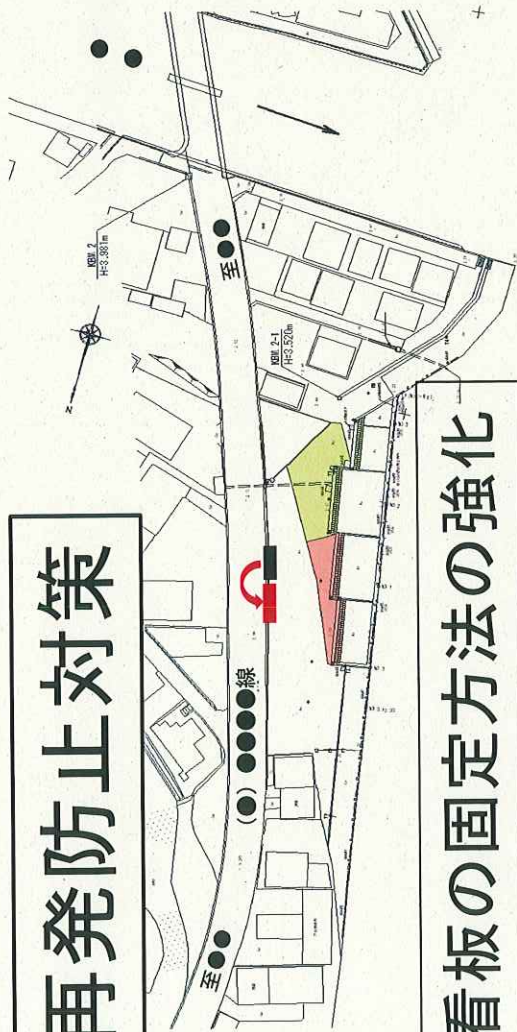 再発防止対策
KBM.2
H=3.981m
N
至●●
KBM.2-1
H=3.520m
(●)●●●●線
至●●
看板の固定方法の強化